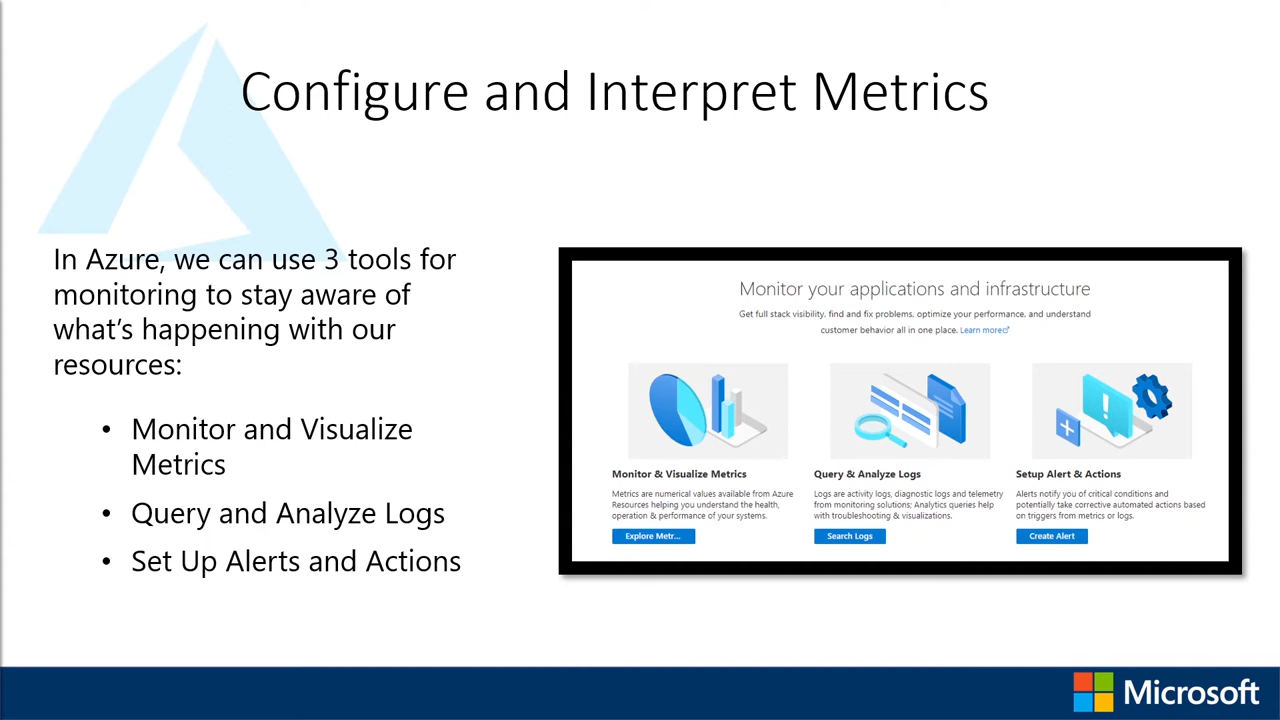 Configure and Interpret Metrics
In Azure, we can use 3 tools for
monitoring to stay aware of
what's happening with our
resources:
• Monitor and Visualize
Metrics
• Query and Analyze Logs
• Set Up Alerts and Actions
Monitor your applications and infrastructure
Get full stack visibility, find and fix problems, optimize your performance, and understand
customer behavior all in one place. Learn more
Monitor & Visualize Metrics
Metrics are numerical values available from Azure
Resources helping you understand the health,
operation & performance of your systems.
Explore Metr...
Query & Analyze Logs
Logs are activity logs, diagnostic logs and telemetry
from monitoring solutions; Analytics queries help
with troubleshooting & visualizations.
Search Logs
Setup Alert & Actions
Alerts notify you of critical conditions and
potentially take corrective automated actions based
on triggers from metrics or logs.
Create Alert
Microsoft